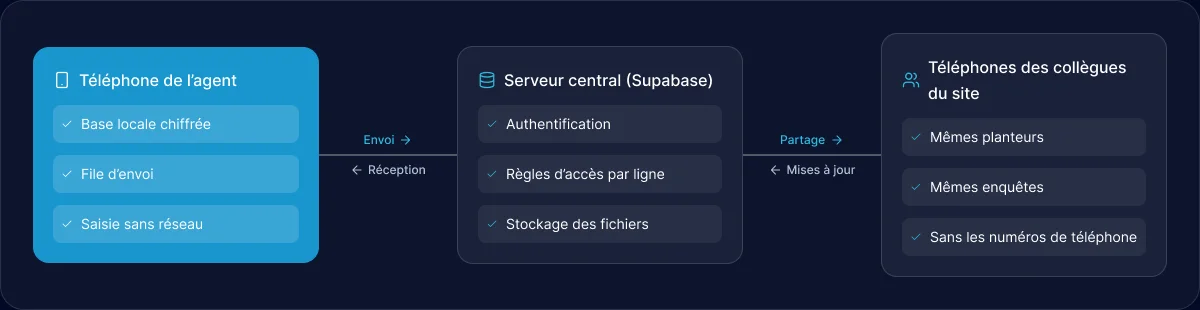 Téléphone de l’agent
Base locale chiffrée
File d’envoi
Saisie sans réseau
Envoi →
← Réception
Serveur central (Supabase)
Authentification
Règles d’accès par ligne
Stockage des fichiers
Partage →
← Mises à jour
Téléphones des collègues
du site
Mêmes planteurs
Mêmes enquêtes
Sans les numéros de téléphone